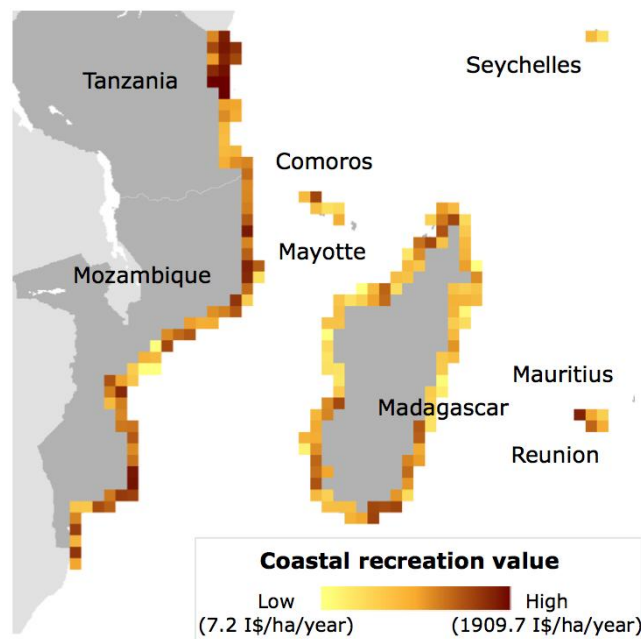 Seychelles
Tanzania
Comoros
Mayotte
Mozambique
Mauritius
Madagascar
Reunion
Coastal recreation value
Low High
(7.2 I$/ha/year) (1909.7 I$/ha/year)